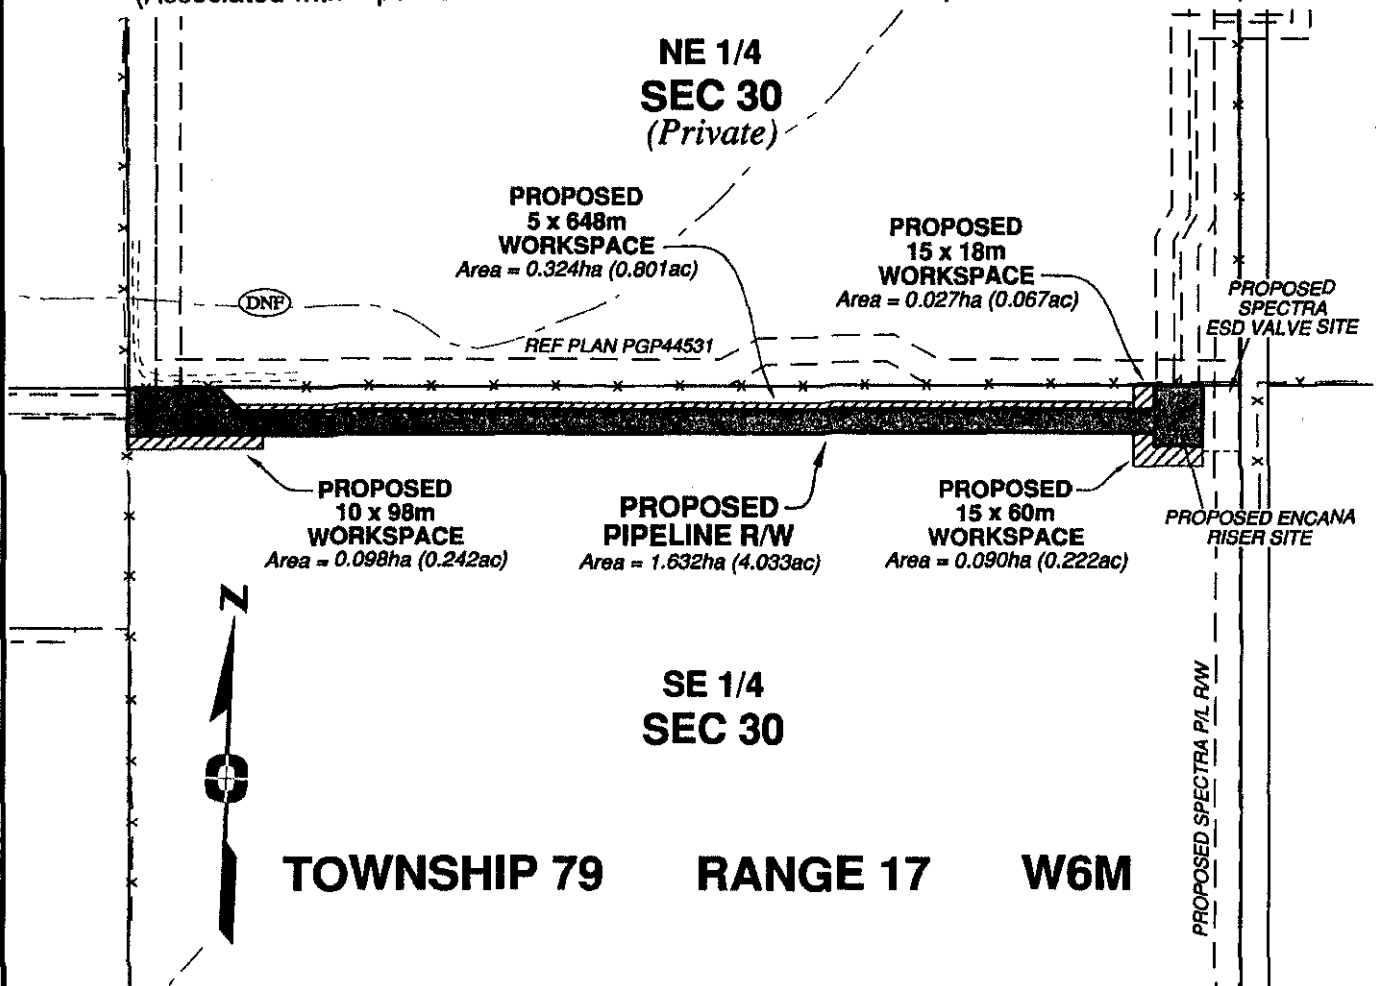 NE 1/4
SEC 30
(Private)
PROPOSED
5 x 648m
WORKSPACE
Area = 0.324ha (0.801ac)
PROPOSED
15 x 18m
WORKSPACE
Area = 0.027ha (0.067ac)
PROPOSED
SPECTRA
ESD VALVE SITE
DNF
REF PLAN PGP44531
PROPOSED
10 x 98m
WORKSPACE
Area = 0.098ha (0.242ac)
PROPOSED
PIPELINE R/W
Area = 1.632ha (4.033ac)
PROPOSED
15 x 60m
WORKSPACE
Area = 0.090ha (0.222ac)
PROPOSED ENCANA
RISER SITE
N
SE 1/4
SEC 30
PROPOSED SPECTRA P/L R/W
TOWNSHIP 79 RANGE 17 W6M